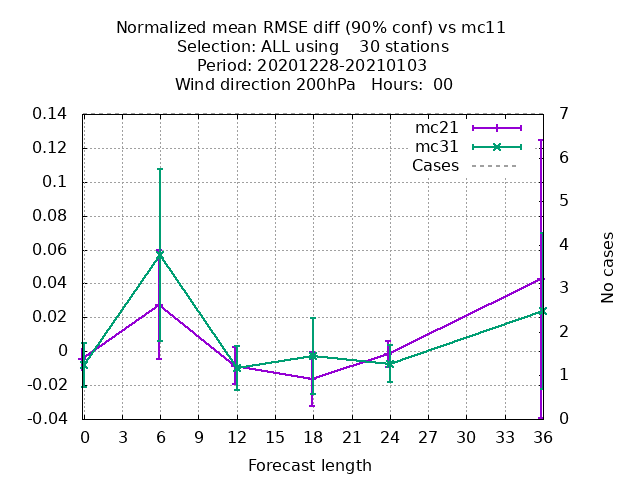 Normalized mean RMSE diff (90% conf) vs mc11
Selection: ALL using    30 stations
Period: 20201228-20210103
Wind direction 200hPa   Hours:  00
0.14
0.12
0.1
0.08
0.06
0.04
0.02
0
-0.02
-0.04
mc21
mc31
Cases
7
6
5
4
3
2
1
0
No cases
0 3 6 9 12 15 18 21 24 27 30 33 36
Forecast length